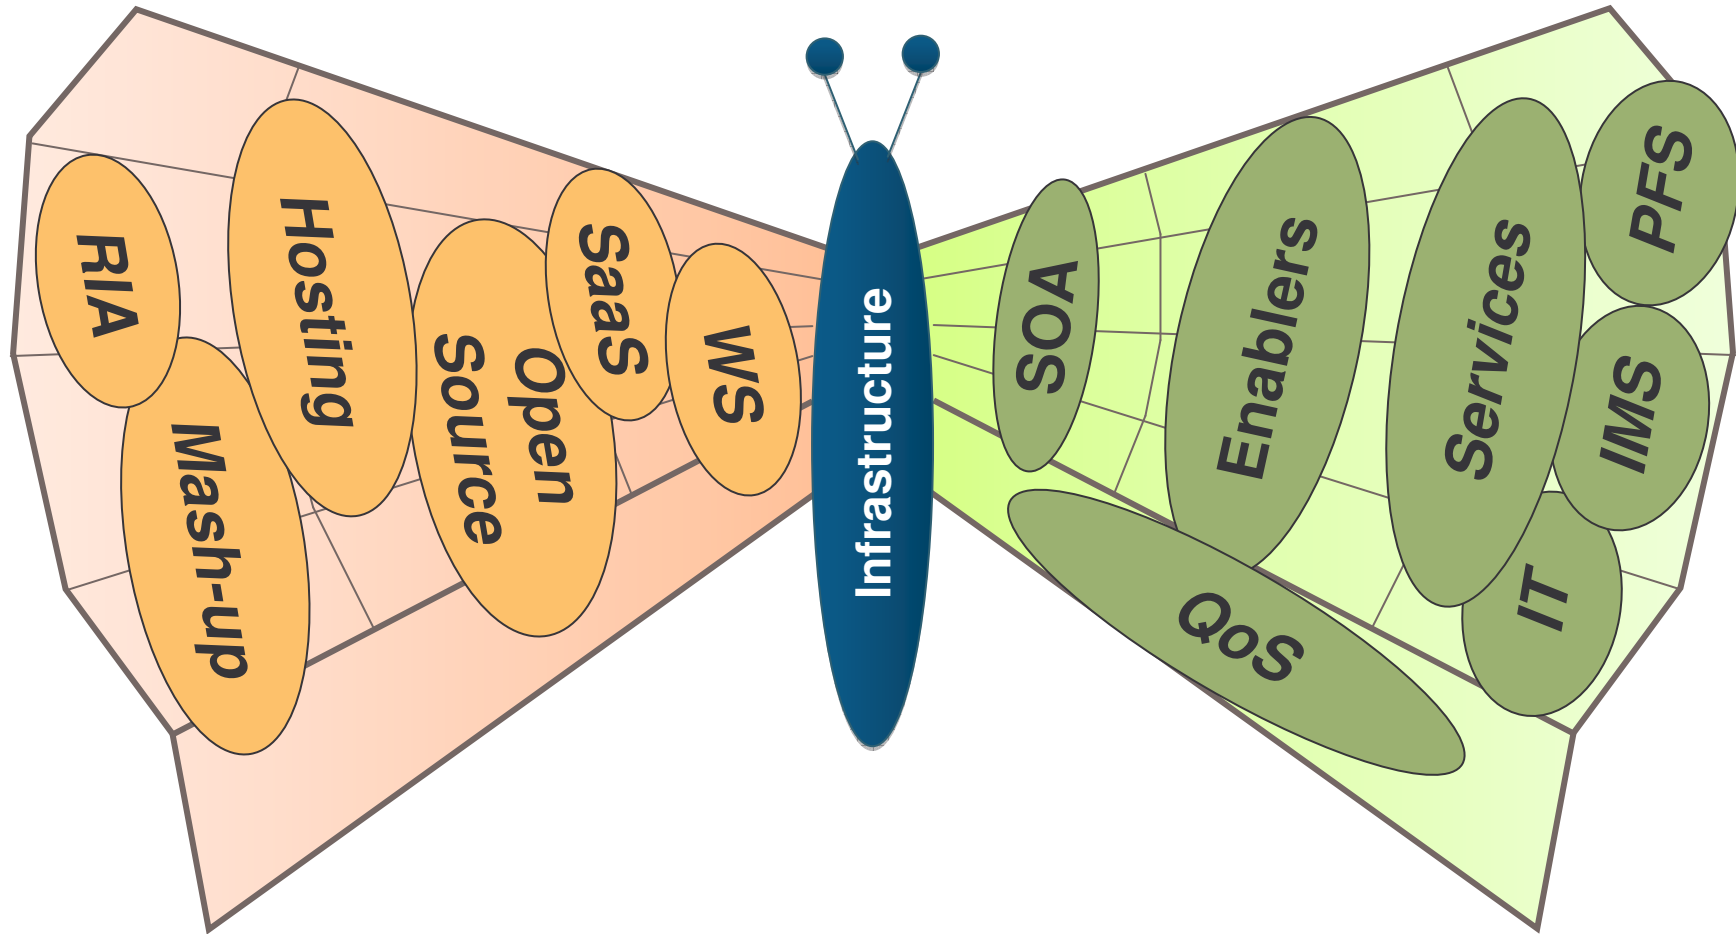 RIA
Mash-up
Hosting
Open
Source
SaaS
WS
Infrastructure
SOA
Enablers
Services
PFS
IMS
IT
QoS